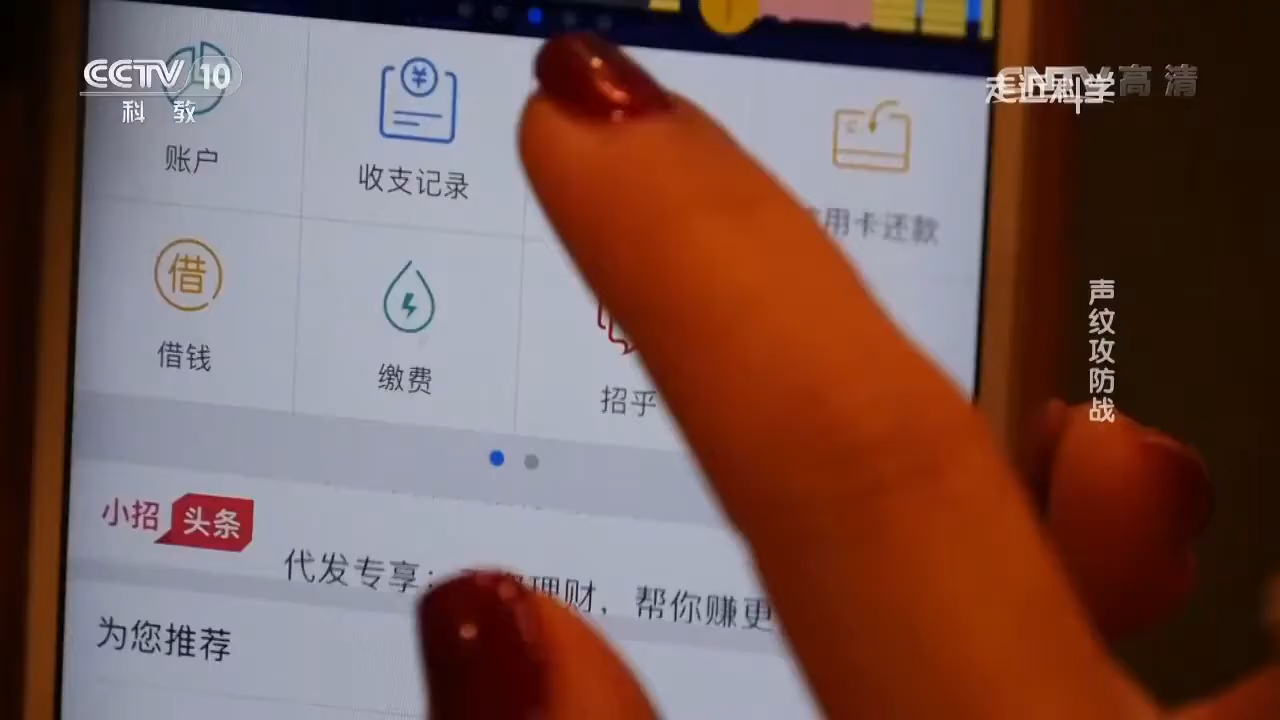 CCTV 10
科教
走近科学
高清
声纹攻防战
账户
收支记录
用卡还款
借
借钱
缴费
招乎
小招 头条
代发专享：
理财，帮你赚更
为您推荐